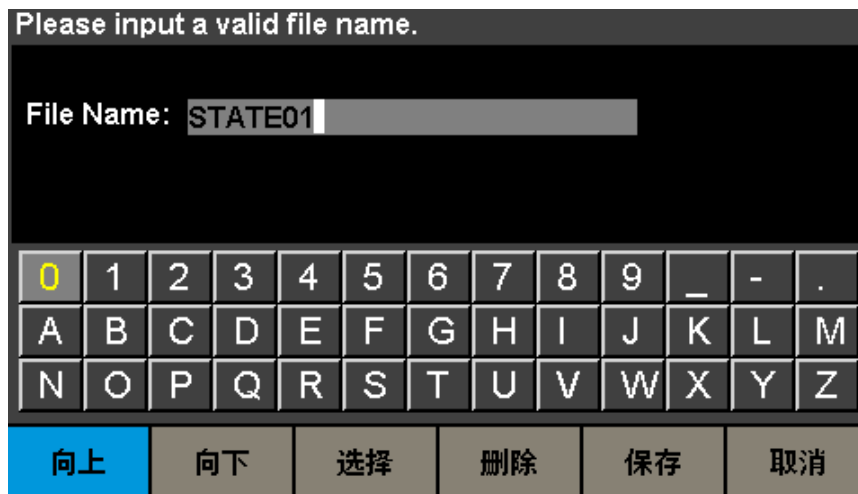 Please input a valid file name.
File Name: STATE01
0 1 2 3 4 5 6 7 8 9 _ - .
A B C D E F G H I J K L M
N O P Q R S T U V W X Y Z
向上 向下 选择 删除 保存 取消